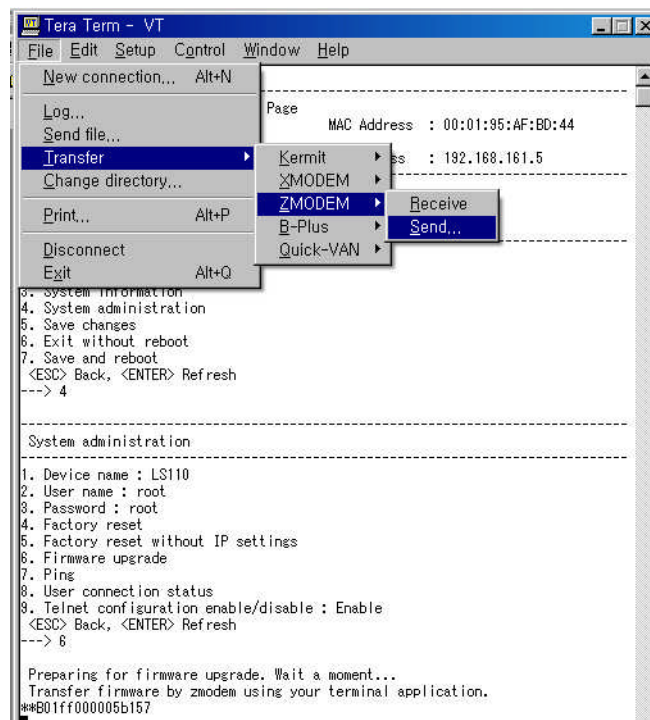 Tera Term - VT
File Edit Setup Control Window Help
New connection... Alt+N
Log...
Send file...
Transfer
Change directory...
Print... Alt+P
Disconnect
Exit Alt+Q
Kermit
XMODEM
ZMODEM
B-Plus
Quick-VAN
Receive
Send...
Page
MAC Address : 00:01:95:AF:BD:44
ss : 192.168.161.5
3. System information
4. System administration
5. Save changes
6. Exit without reboot
7. Save and reboot
<ESC> Back, <ENTER> Refresh
---> 4
System administration
1. Device name : LS110
2. User name : root
3. Password : root
4. Factory reset
5. Factory reset without IP settings
6. Firmware upgrade
7. Ping
8. User connection status
9. Telnet configuration enable/disable : Enable
<ESC> Back, <ENTER> Refresh
---> 6
Preparing for firmware upgrade. Wait a moment...
Transfer firmware by zmodem using your terminal application.
**B01ff000005b157